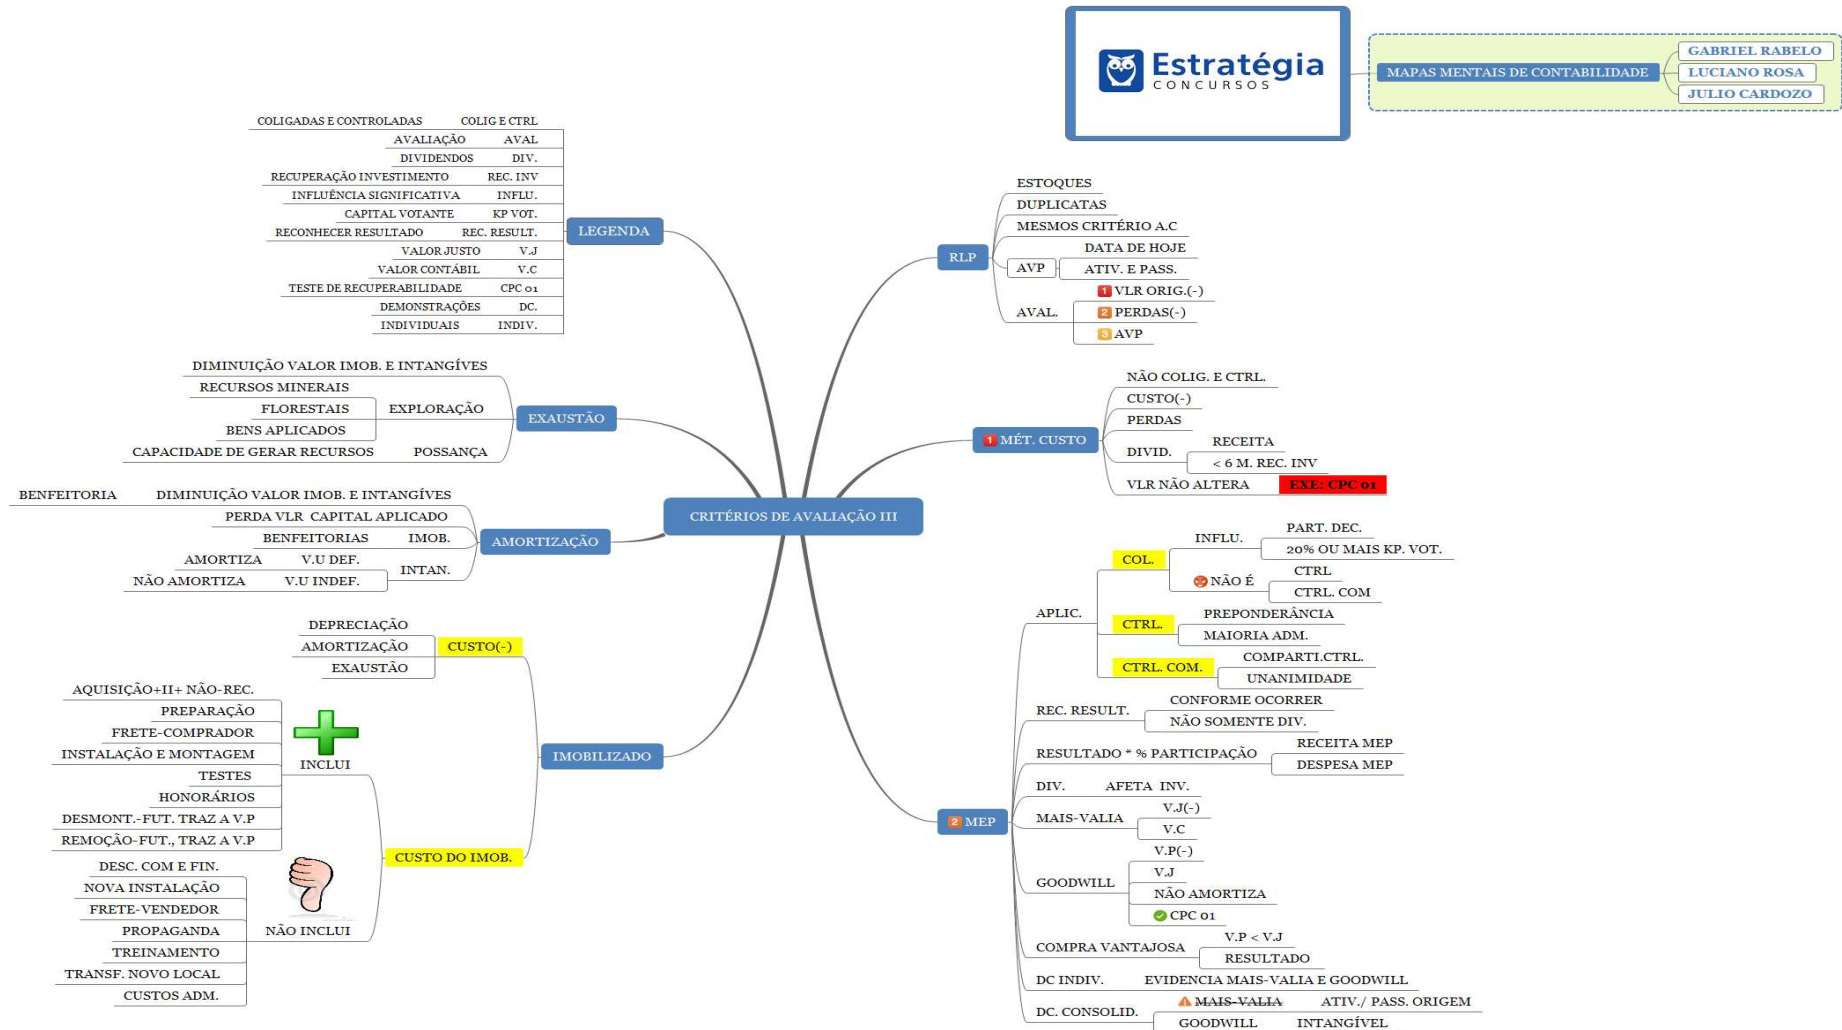 Estratégia
CONCURSOS
MAPAS MENTAIS DE CONTABILIDADE
GABRIEL RABELO
LUCIANO ROSA
JULIO CARDOZO
CRITÉRIOS DE AVALIAÇÃO III
LEGENDA
COLIGADAS E CONTROLADAS COLIG E CTRL
AVALIAÇÃO AVAL
DIVIDENDOS DIV.
RECUPERAÇÃO INVESTIMENTO REC. INV
INFLUÊNCIA SIGNIFICATIVA INFLU.
CAPITAL VOTANTE KP VOT.
RECONHECER RESULTADO REC. RESULT.
VALOR JUSTO V.J
VALOR CONTÁBIL V.C
TESTE DE RECUPERABILIDADE CPC 01
DEMONSTRAÇÕES DC.
INDIVIDUAIS INDIV.
EXAUSTÃO
DIMINUIÇÃO VALOR IMOB. E INTANGÍVES
RECURSOS MINERAIS
FLORESTAIS EXPLORAÇÃO
BENS APLICADOS
CAPACIDADE DE GERAR RECURSOS POSSANÇA
AMORTIZAÇÃO
BENFEITORIA DIMINUIÇÃO VALOR IMOB. E INTANGÍVES
PERDA VLR CAPITAL APLICADO
BENFEITORIAS IMOB.
AMORTIZA V.U DEF.
INTAN.
NÃO AMORTIZA V.U INDEF.
IMOBILIZADO
DEPRECIAÇÃO
AMORTIZAÇÃO CUSTO(-)
EXAUSTÃO
CUSTO DO IMOB.
AQUISIÇÃO+II+ NÃO-REC.
PREPARAÇÃO
FRETE-COMPRADOR
INSTALAÇÃO E MONTAGEM
INCLUI
TESTES
HONORÁRIOS
DESMONT.-FUT. TRAZ A V.P
REMOÇÃO-FUT., TRAZ A V.P
DESC. COM E FIN.
NOVA INSTALAÇÃO
FRETE-VENDEDOR
PROPAGANDA NÃO INCLUI
TREINAMENTO
TRANSF. NOVO LOCAL
CUSTOS ADM.
RLP
ESTOQUES
DUPLICATAS
MESMOS CRITÉRIO A.C
AVP
DATA DE HOJE
ATIV. E PASS.
AVAL.
1 VLR ORIG.(-)
2 PERDAS(-)
3 AVP
1 MÉT. CUSTO
NÃO COLIG. E CTRL.
CUSTO(-)
PERDAS
DIVID.
RECEITA
< 6 M. REC. INV
VLR NÃO ALTERA EXE: CPC 01
2 MEP
APLIC.
COL.
INFLU.
PART. DEC.
20% OU MAIS KP. VOT.
NÃO É
CTRL
CTRL. COM
CTRL.
PREPONDERÂNCIA
MAIORIA ADM.
CTRL. COM.
COMPARTI.CTRL.
UNANIMIDADE
REC. RESULT.
CONFORME OCORRER
NÃO SOMENTE DIV.
RESULTADO * % PARTICIPAÇÃO
RECEITA MEP
DESPESA MEP
DIV. AFETA INV.
MAIS-VALIA
V.J(-)
V.C
GOODWILL
V.P(-)
V.J
NÃO AMORTIZA
CPC 01
COMPRA VANTAJOSA
V.P < V.J
RESULTADO
DC INDIV. EVIDENCIA MAIS-VALIA E GOODWILL
DC. CONSOLID.
MAIS-VALIA ATIV./ PASS. ORIGEM
GOODWILL INTANGÍVEL